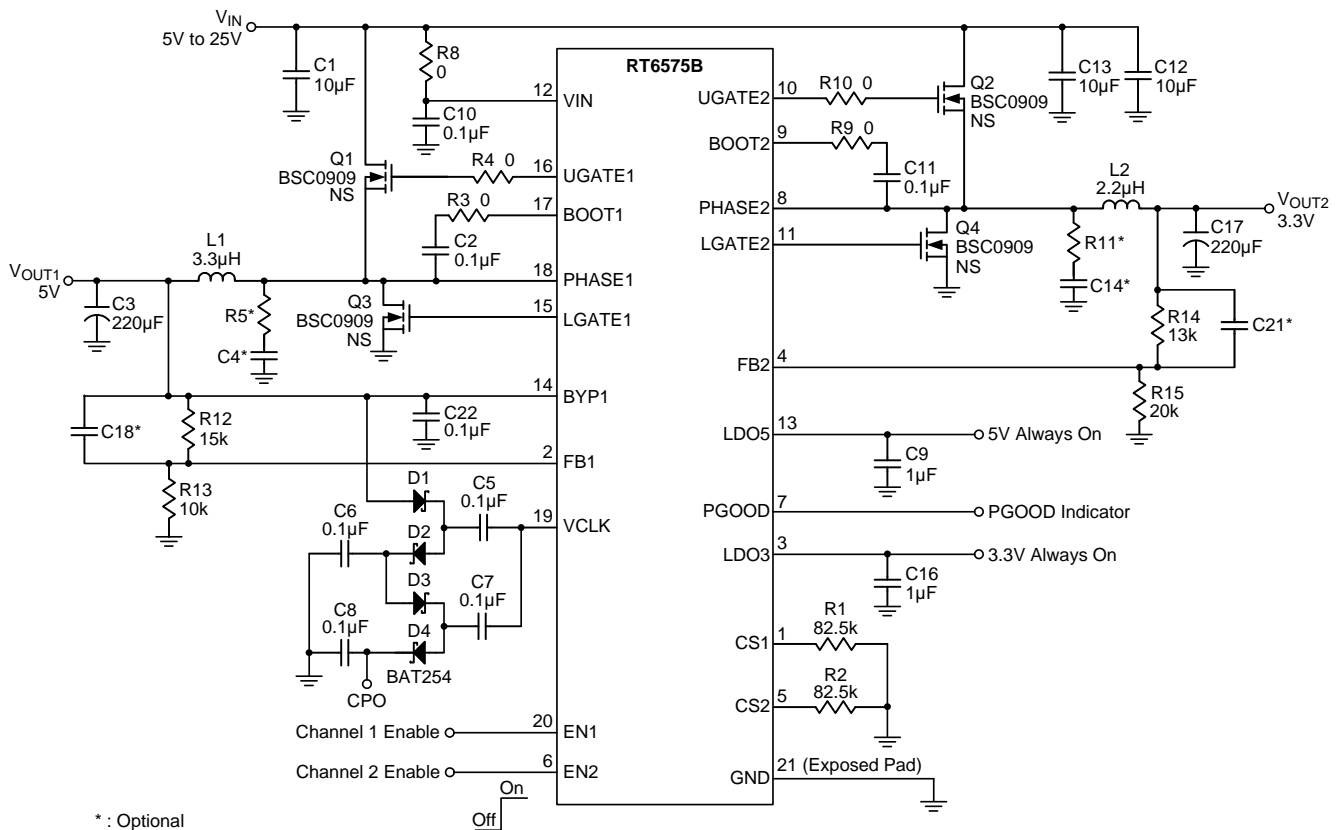 V_IN
5V to 25V
C1
10µF
R8
0
12
VIN
C10
0.1µF
Q1
BSC0909
NS
R4 0
16
UGATE1
R3 0
17
BOOT1
C2
0.1µF
V_OUT1
5V
L1
3.3µH
18
PHASE1
C3
220µF
R5*
C4*
Q3
BSC0909
NS
15
LGATE1
14
BYP1
C18*
R12
15k
C22
0.1µF
2
FB1
R13
10k
D1
C5
0.1µF
19
VCLK
C6
0.1µF
D2
D3
C7
0.1µF
C8
0.1µF
D4
BAT254
CPO
Channel 1 Enable
20
EN1
Channel 2 Enable
6
EN2
On
Off
* : Optional
RT6575B
UGATE2
10
R10 0
Q2
BSC0909
NS
C13
10µF
C12
10µF
BOOT2
9
R9 0
C11
0.1µF
PHASE2
8
L2
2.2µH
V_OUT2
3.3V
LGATE2
11
Q4
BSC0909
NS
R11*
C14*
C17
220µF
R14
13k
C21*
FB2
4
R15
20k
LDO5
13
5V Always On
C9
1µF
PGOOD
7
PGOOD Indicator
LDO3
3
3.3V Always On
C16
1µF
CS1
1
R1
82.5k
CS2
5
R2
82.5k
GND
21 (Exposed Pad)